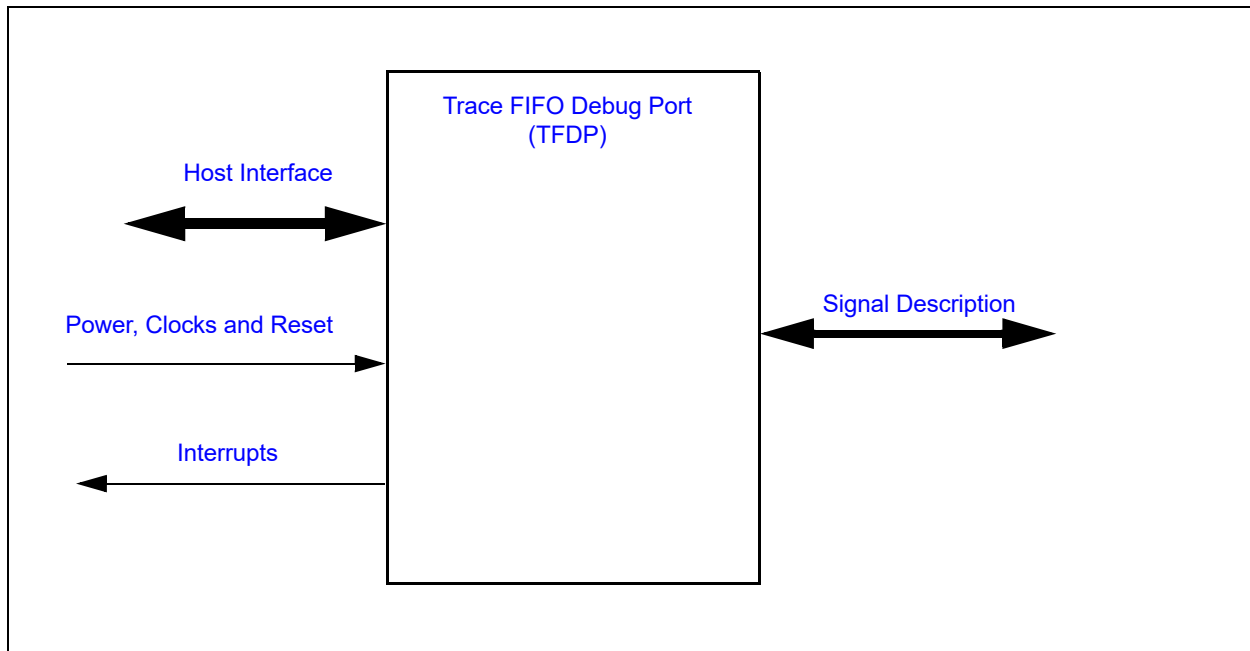 Trace FIFO Debug Port
(TFDP)
Host Interface
Signal Description
Power, Clocks and Reset
Interrupts